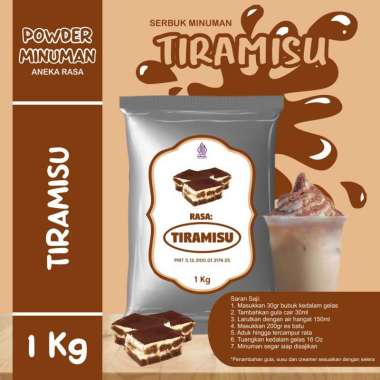 POWDER
MINUMAN
ANEKA RASA
TIRAMISU
1 Kg
SERBUK MINUMAN
TIRAMISU
RASA:
TIRAMISU
1 Kg
Saran Saji:
1. Masukkan 30gr bubuk kedalam gelas
2. Tambahkan gula cair 30ml
3. Larutkan dengan air hangat 150ml
4. Masukkan 200gr es batu
5. Aduk hingga tercampur rata
6. Tuangkan kedalam gelas 16 Oz
7. Minuman segar siap disajikan
*Penambahan gula, susu dan creamer sesuaikan dengan selera